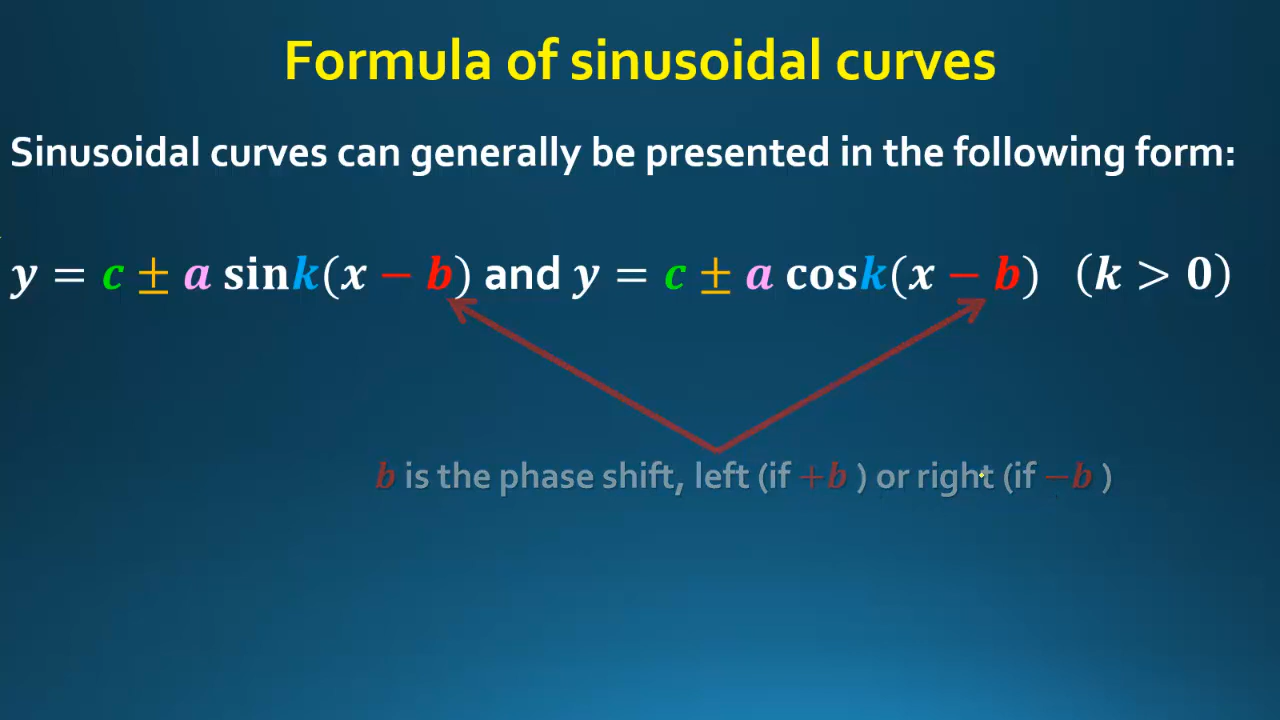 Formula of sinusoidal curves
Sinusoidal curves can generally be presented in the following form:
y = c ± a sink(x − b) and y = c ± a cosk(x − b) (k > 0)
b is the phase shift, left (if +b ) or right (if −b )